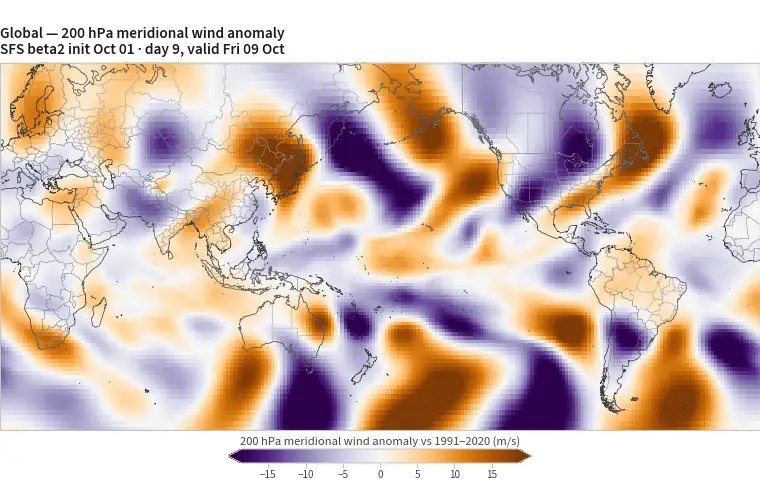 Global — 200 hPa meridional wind anomaly
SFS beta2 init Oct 01 · day 9, valid Fri 09 Oct
200 hPa meridional wind anomaly vs 1991–2020 (m/s)
−15 −10 −5 0 5 10 15